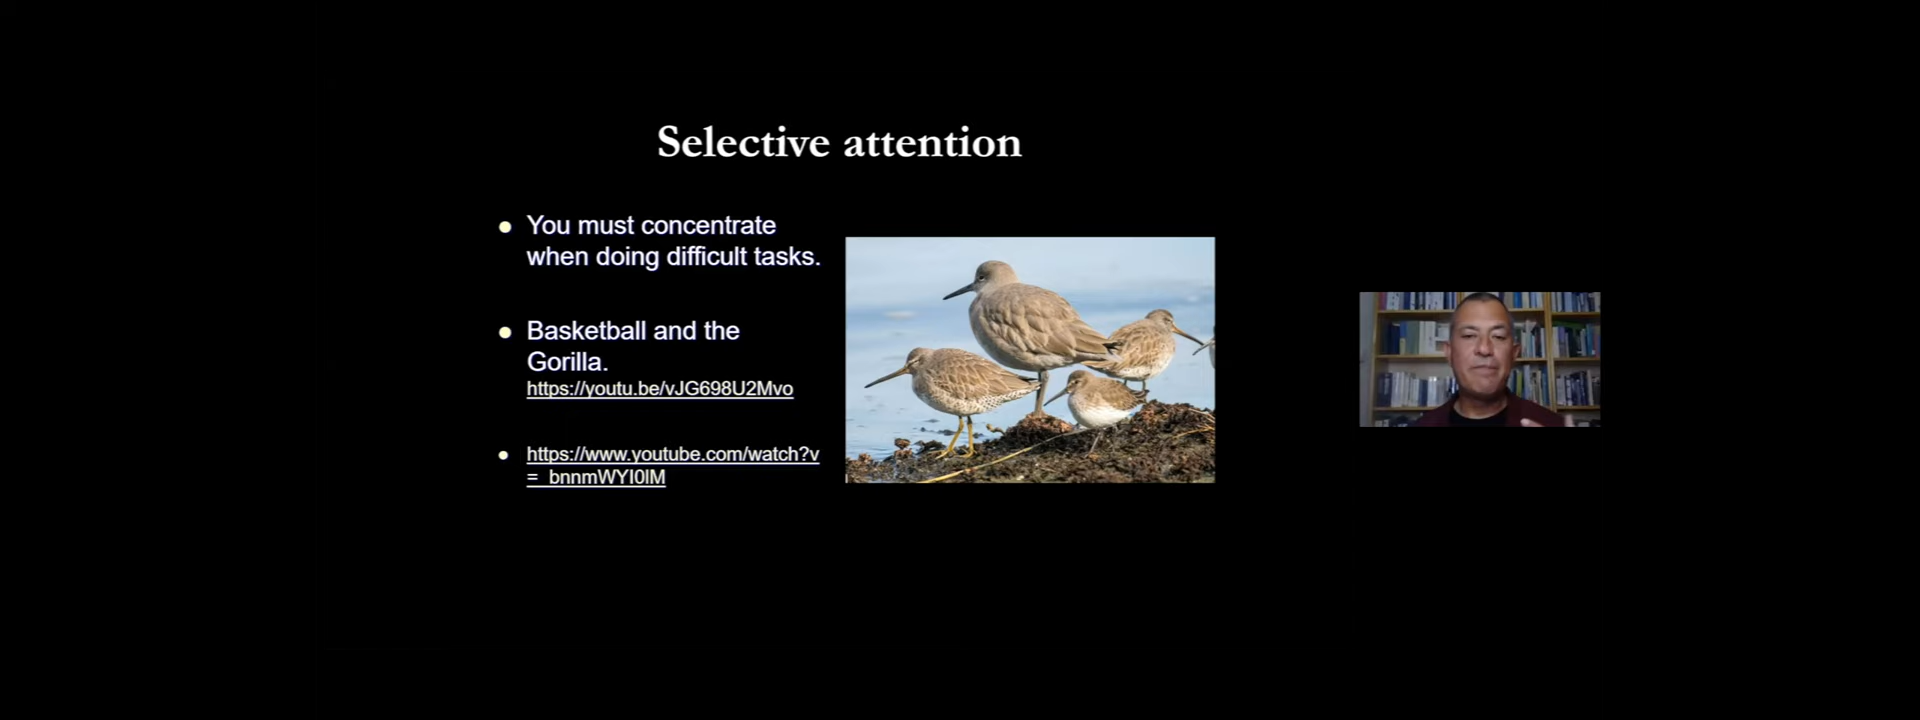 Selective attention
You must concentrate
when doing difficult tasks.
Basketball and the
Gorilla.
https://youtu.be/vJG698U2Mvo
https://www.youtube.com/watch?v
=_bnnmWYI0lM